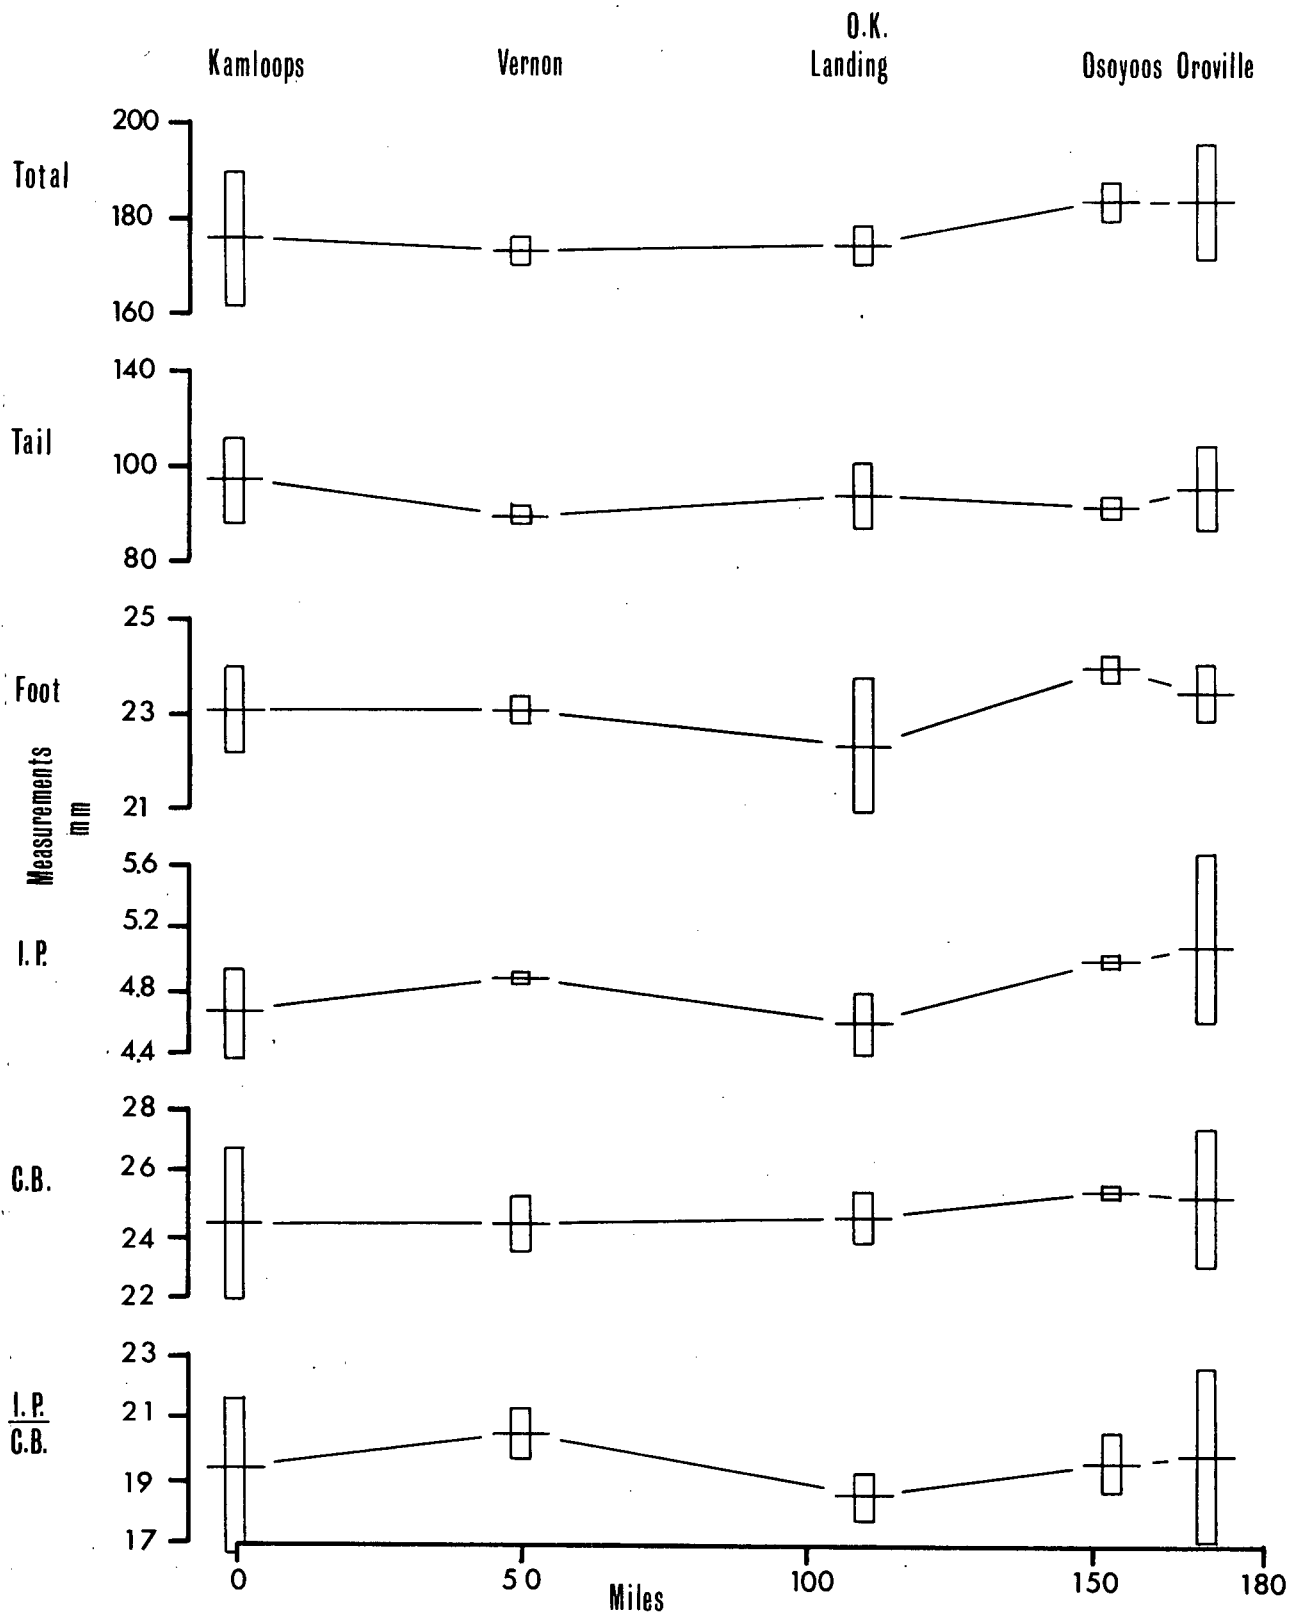 O.K.
Kamloops Vernon Landing Osoyoos Oroville
Total
200
180
160
Tail
140
100
80
Foot
25
23
21
Measurements
mm
I.P.
5.6
5.2
4.8
4.4
C.B.
28
26
24
22
I.P.
C.B.
23
21
19
17
0 50 100 150 180
Miles